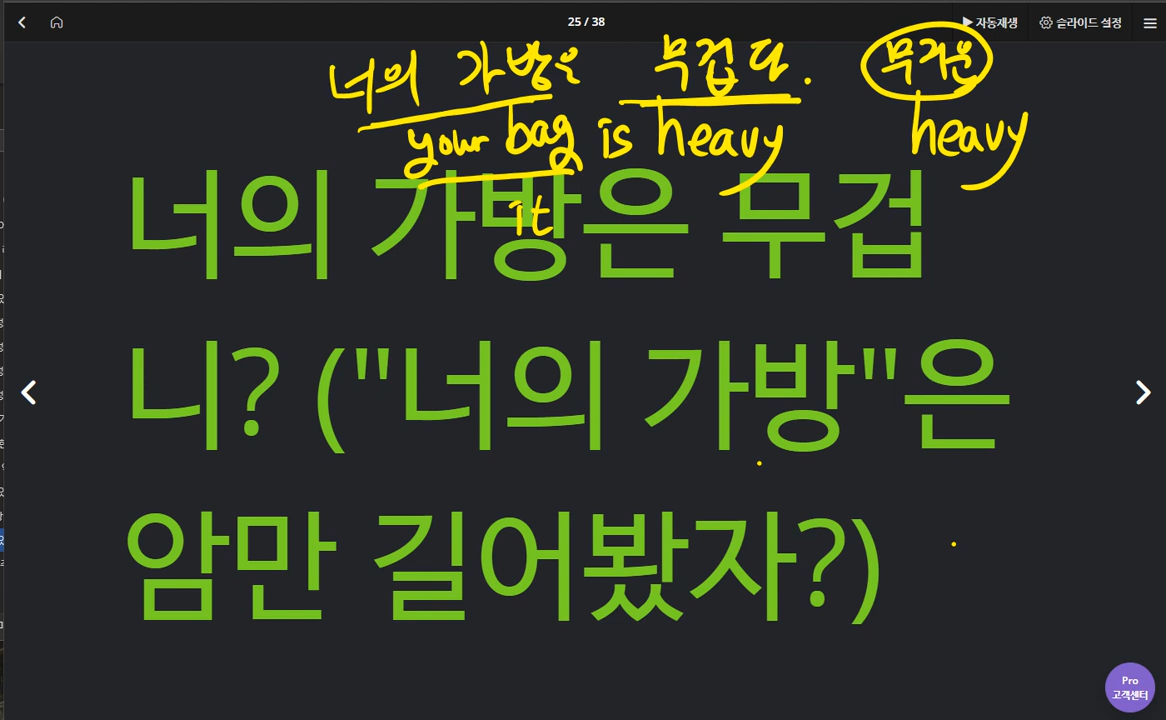 25 / 38
▶ 자동재생
슬라이드 설정
너의 가방은 무겁다. 무거운
your bag is heavy heavy
it
너의 가방은 무겁
니? ("너의 가방"은
암만 길어봤자?)
Pro
고객센터